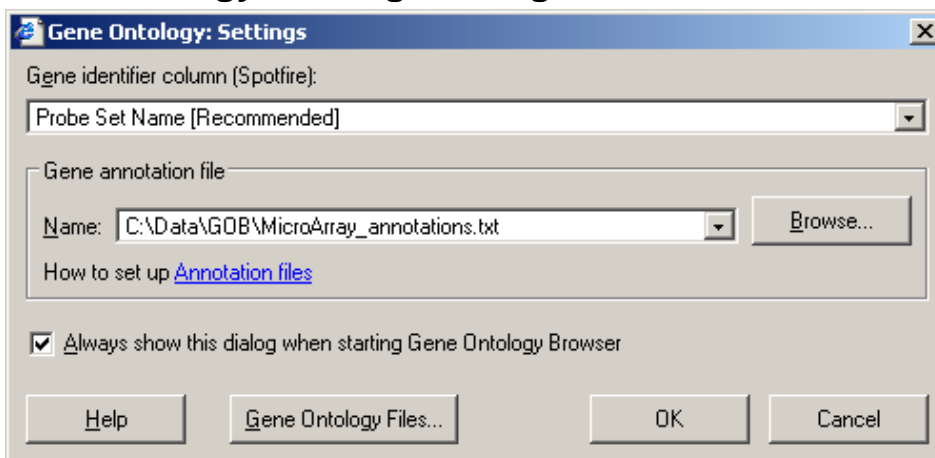 Gene Ontology: Settings
Gene identifier column (Spotfire):
Probe Set Name [Recommended]
Gene annotation file
Name: C:\Data\GOB\MicroArray_annotations.txt Browse...
How to set up Annotation files
Always show this dialog when starting Gene Ontology Browser
Help Gene Ontology Files... OK Cancel